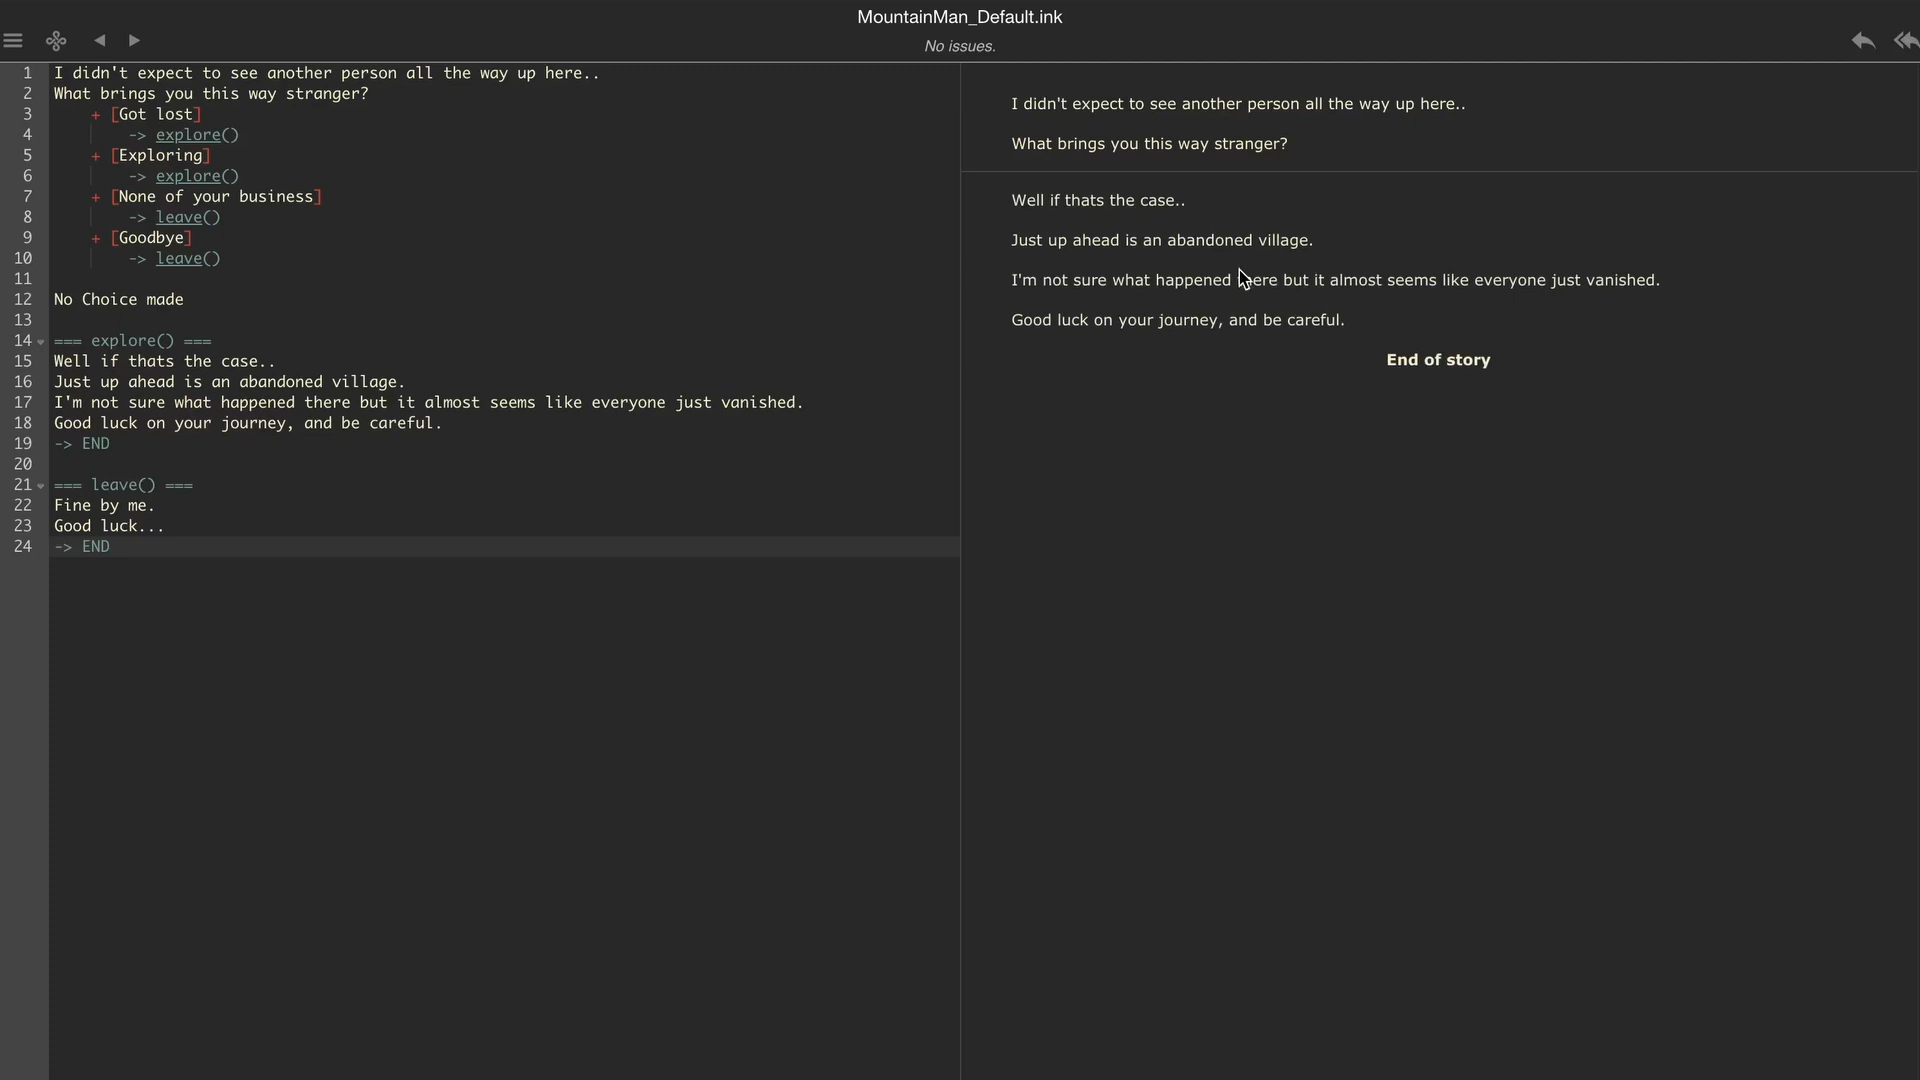 MountainMan_Default.ink
No issues.
1 I didn't expect to see another person all the way up here..
2 What brings you this way stranger?
3 + [Got lost]
4 -> explore()
5 + [Exploring]
6 -> explore()
7 + [None of your business]
8 -> leave()
9 + [Goodbye]
10 -> leave()
11
12 No Choice made
13
14 === explore() ===
15 Well if thats the case..
16 Just up ahead is an abandoned village.
17 I'm not sure what happened there but it almost seems like everyone just vanished.
18 Good luck on your journey, and be careful.
19 -> END
20
21 === leave() ===
22 Fine by me.
23 Good luck...
24 -> END
I didn't expect to see another person all the way up here..
What brings you this way stranger?
Well if thats the case..
Just up ahead is an abandoned village.
I'm not sure what happened there but it almost seems like everyone just vanished.
Good luck on your journey, and be careful.
End of story